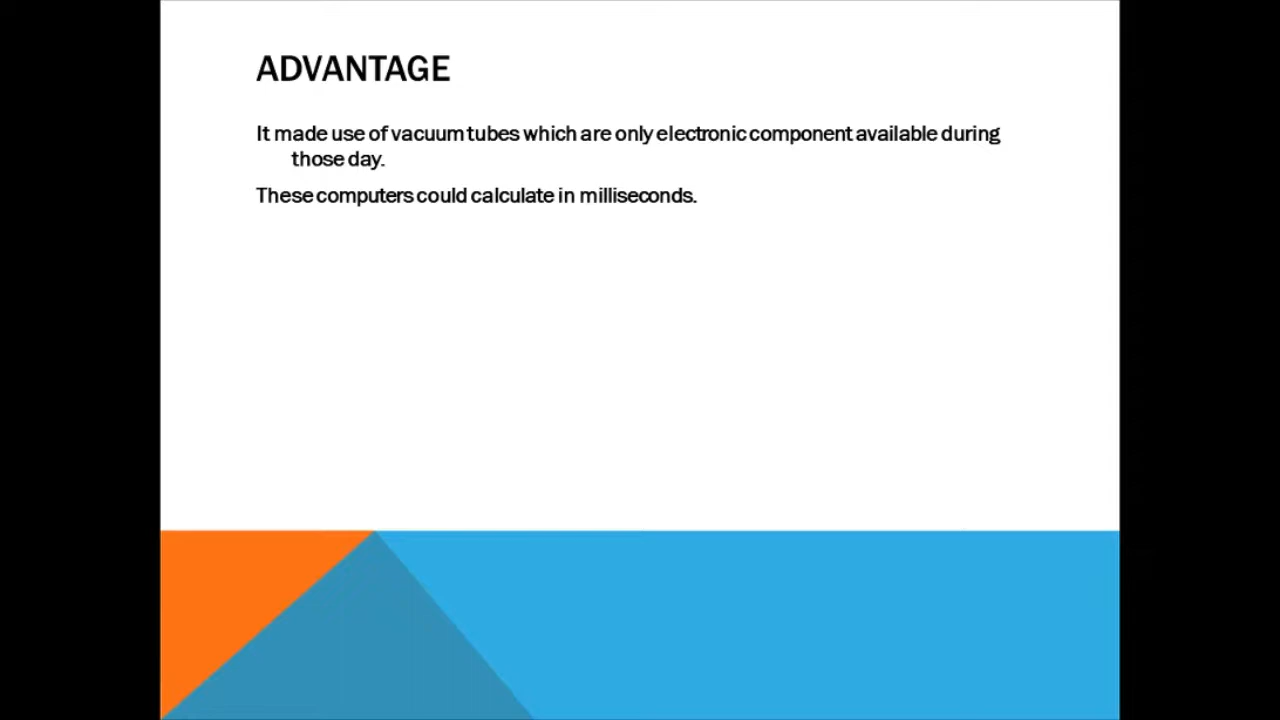 ADVANTAGE
It made use of vacuum tubes which are only electronic component available during
those day.
These computers could calculate in milliseconds.